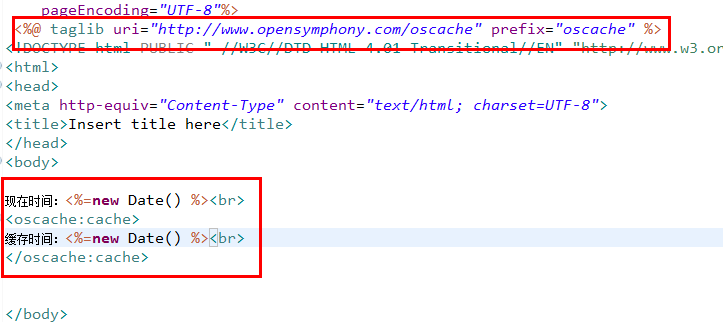 pageEncoding="UTF-8"%>
<%@ taglib uri="http://www.opensymphony.com/oscache" prefix="oscache" %>
<!DOCTYPE html PUBLIC "-//W3C//DTD HTML 4.01 Transitional//EN" "http://www.w3.or
<html>
<head>
<meta http-equiv="Content-Type" content="text/html; charset=UTF-8">
<title>Insert title here</title>
</head>
<body>
现在时间：<%=new Date() %><br>
<oscache:cache>
缓存时间：<%=new Date() %><br>
</oscache:cache>
</body>